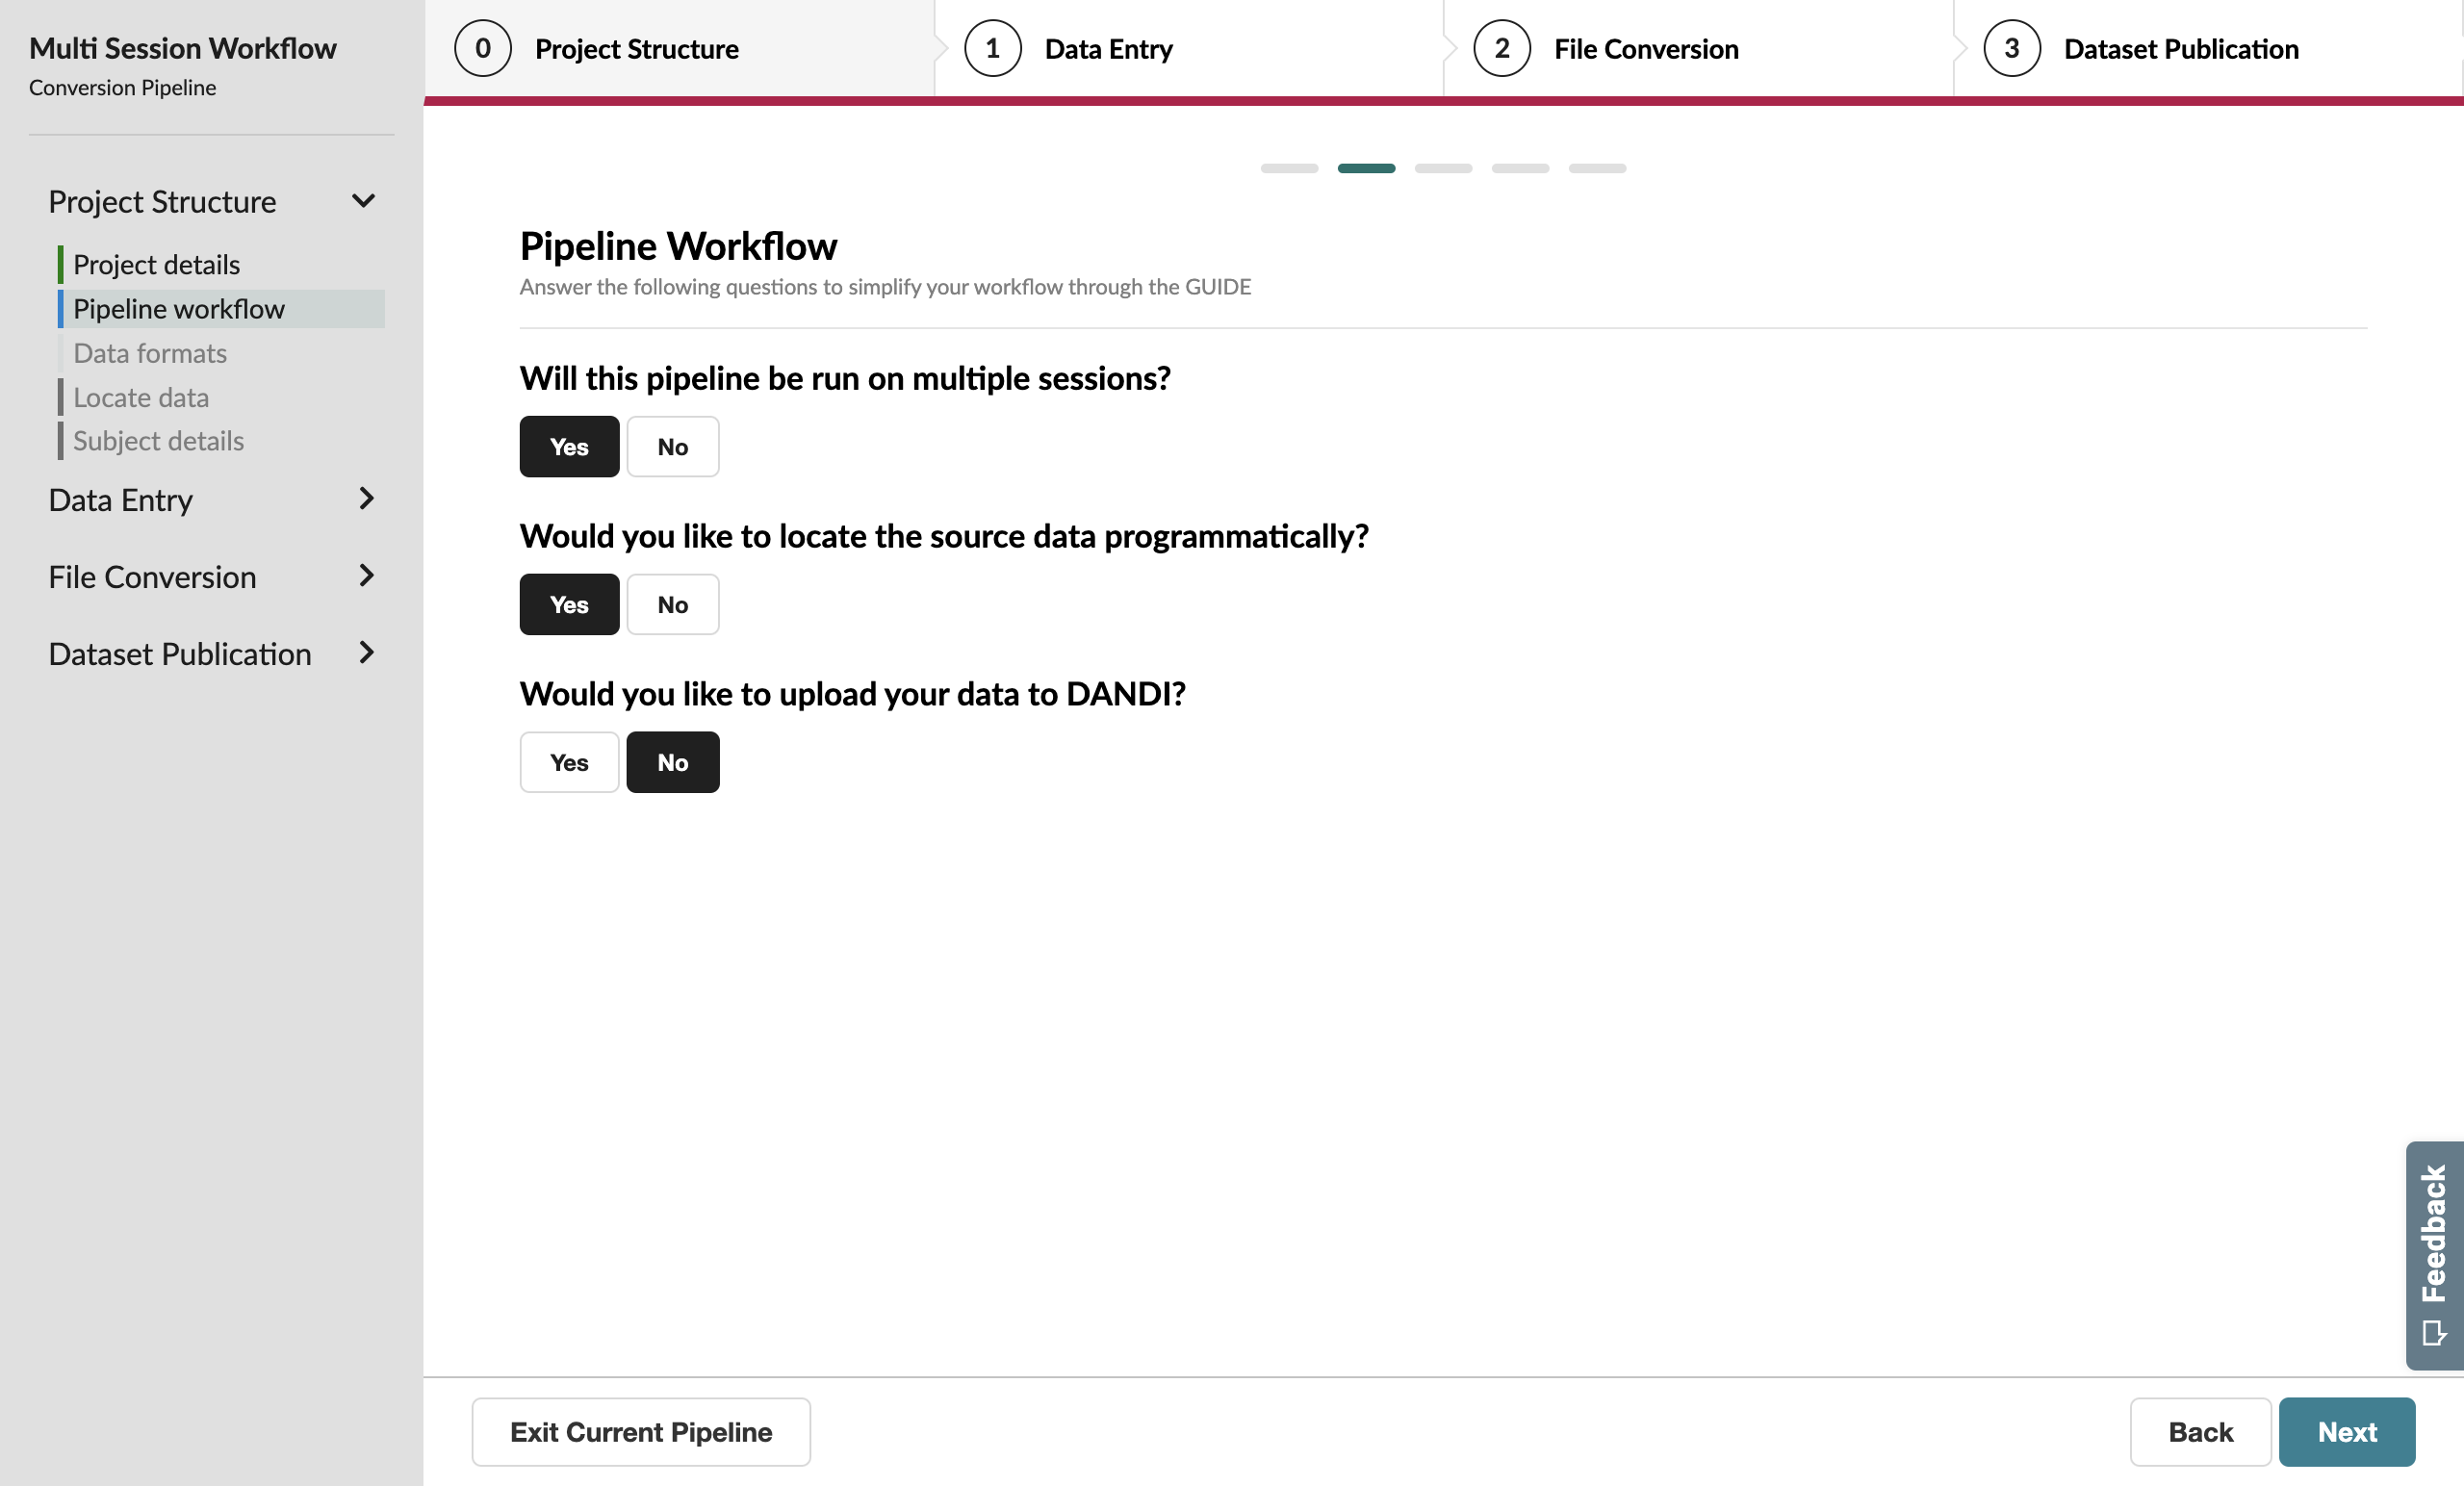 Multi Session Workflow
Conversion Pipeline
Project Structure
Project details
Pipeline workflow
Data formats
Locate data
Subject details
Data Entry
File Conversion
Dataset Publication
0 Project Structure
1 Data Entry
2 File Conversion
3 Dataset Publication
Pipeline Workflow
Answer the following questions to simplify your workflow through the GUIDE
Will this pipeline be run on multiple sessions?
Yes No
Would you like to locate the source data programmatically?
Yes No
Would you like to upload your data to DANDI?
Yes No
Feedback
Exit Current Pipeline
Back Next